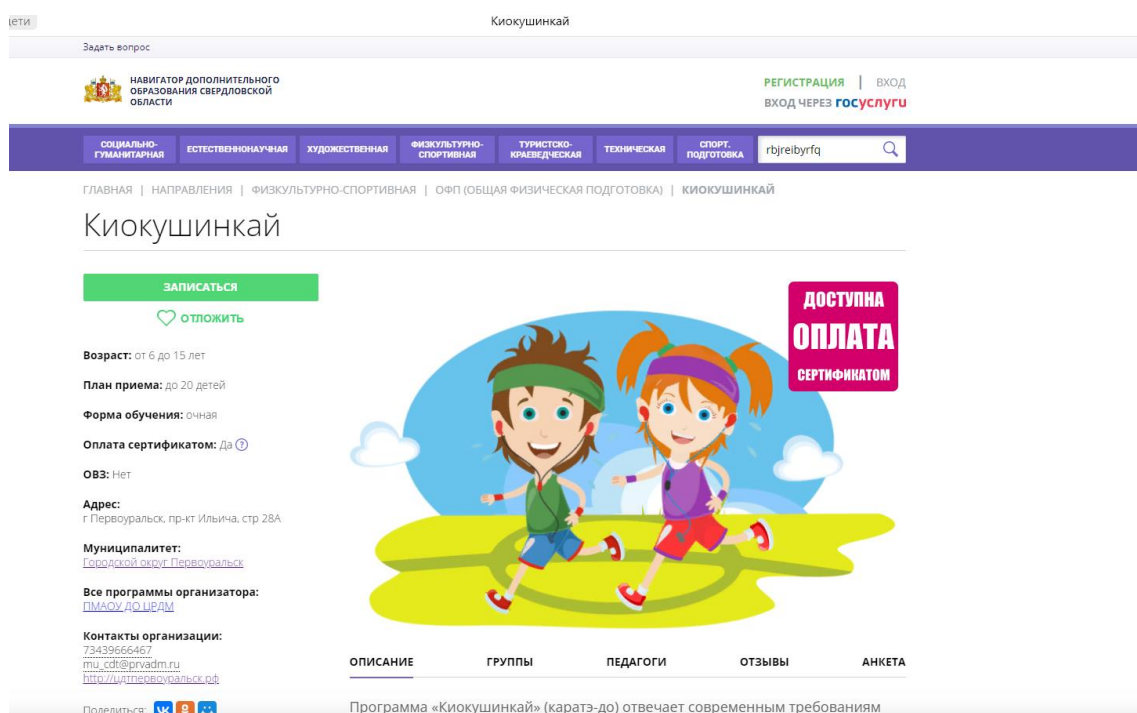 Киокушинкай
Задать вопрос
НАВИГАТОР ДОПОЛНИТЕЛЬНОГО
ОБРАЗОВАНИЯ СВЕРДЛОВСКОЙ
ОБЛАСТИ
РЕГИСТРАЦИЯ | ВХОД
ВХОД ЧЕРЕЗ госуслуги
СОЦИАЛЬНО-
ГУМАНИТАРНАЯ
ЕСТЕСТВЕННОНАУЧНАЯ
ХУДОЖЕСТВЕННАЯ
ФИЗКУЛЬТУРНО-
СПОРТИВНАЯ
ТУРИСТСКО-
КРАЕВЕДЧЕСКАЯ
ТЕХНИЧЕСКАЯ
СПОРТ.
ПОДГОТОВКА
rbjreibyrfq
ГЛАВНАЯ | НАПРАВЛЕНИЯ | ФИЗКУЛЬТУРНО-СПОРТИВНАЯ | ОФП (ОБЩАЯ ФИЗИЧЕСКАЯ ПОДГОТОВКА) | КИОКУШИНКАЙ
Киокушинкай
ЗАПИСАТЬСЯ
ОТЛОЖИТЬ
Возраст: от 6 до 15 лет
План приема: до 20 детей
Форма обучения: очная
Оплата сертификатом: Да ?
ОВЗ: Нет
Адрес:
г Первоуральск, пр-кт Ильича, стр 28А
Муниципалитет:
Городской округ Первоуральск
Все программы организатора:
ПМАОУ ДО ЦРДМ
Контакты организации:
73439666467
mu_cdt@prvadm.ru
http://цдтпервоуральск.рф
Поделиться:
ДОСТУПНА
ОПЛАТА
СЕРТИФИКАТОМ
ОПИСАНИЕ ГРУППЫ ПЕДАГОГИ ОТЗЫВЫ АНКЕТА
Программа «Киокушинкай» (каратэ-до) отвечает современным требованиям